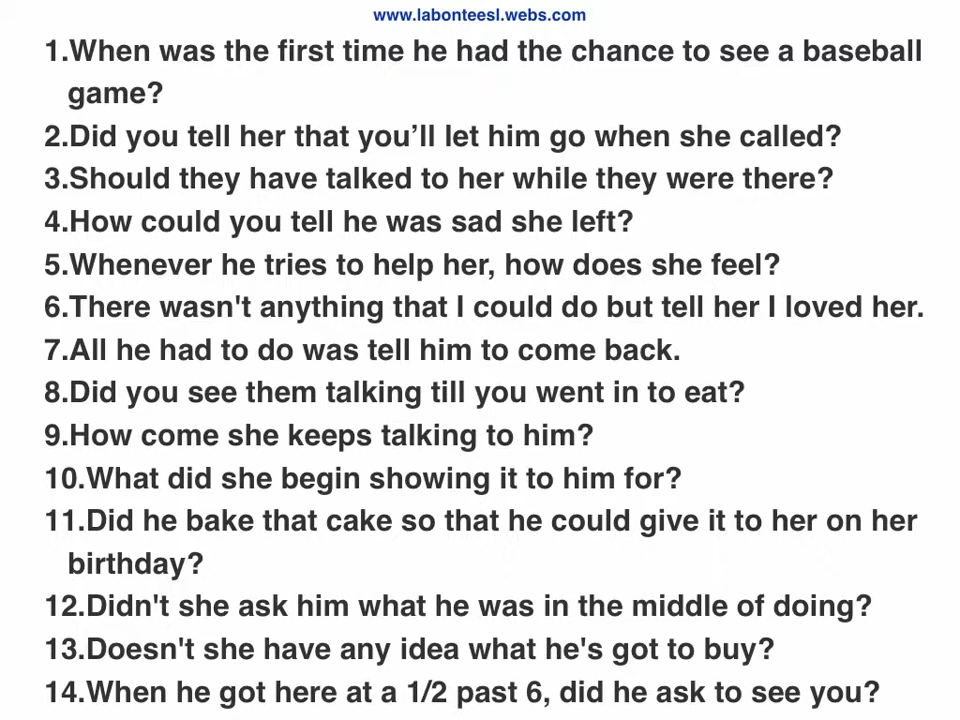 www.labonteesl.webs.com
1.When was the first time he had the chance to see a baseball
game?
2.Did you tell her that you’ll let him go when she called?
3.Should they have talked to her while they were there?
4.How could you tell he was sad she left?
5.Whenever he tries to help her, how does she feel?
6.There wasn't anything that I could do but tell her I loved her.
7.All he had to do was tell him to come back.
8.Did you see them talking till you went in to eat?
9.How come she keeps talking to him?
10.What did she begin showing it to him for?
11.Did he bake that cake so that he could give it to her on her
birthday?
12.Didn't she ask him what he was in the middle of doing?
13.Doesn't she have any idea what he's got to buy?
14.When he got here at a 1/2 past 6, did he ask to see you?